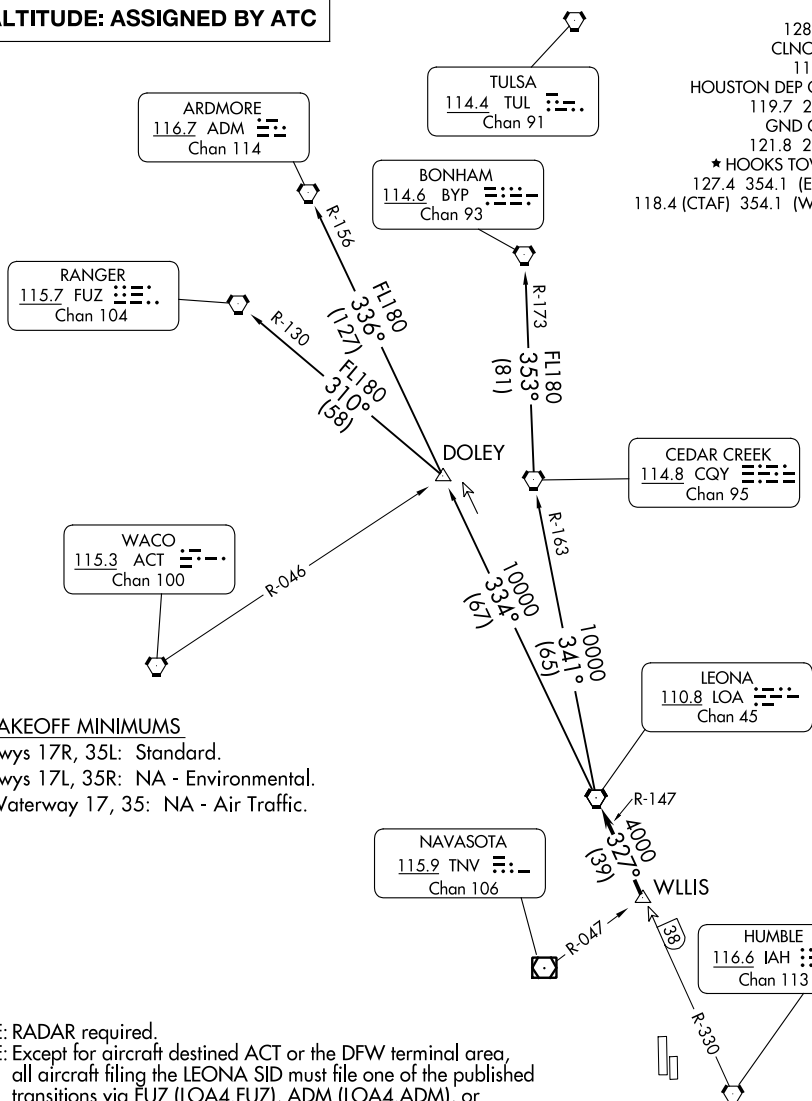 ALTITUDE: ASSIGNED BY ATC
128
CLNC
11
HOUSTON DEP
119.7 2
GND
121.8 2
★ HOOKS
127.4 354.1 (E
118.4 (CTAF) 354.1 (W
TULSA
114.4 TUL
Chan 91
ARDMORE
116.7 ADM
Chan 114
BONHAM
114.6 BYP
Chan 93
R-156
RANGER
115.7 FUZ
Chan 104
R-130
FL180
336°
(127)
R-173
FL180
310°
(58)
FL180
353°
(81)
DOLEY
CEDAR CREEK
114.8 CQY
Chan 95
WACO
115.3 ACT
Chan 100
R-046
R-163
10000
334°
(67)
10000
341°
(65)
LEONA
110.8 LOA
Chan 45
AKEOFF MINIMUMS
wys 17R, 35L: Standard.
wys 17L, 35R: NA - Environmental.
Waterway 17, 35: NA - Air Traffic.
R-147
4000
327°
(39)
NAVASOTA
115.9 TNV
Chan 106
WLLIS
R-047
38
HUMBLE
116.6 IAH
Chan 113
R-330
E: RADAR required.
E: Except for aircraft destined ACT or the DFW terminal area,
all aircraft filing the LEONA SID must file one of the published
transitions via FUZ (LOA4.FUZ), ADM (LOA4.ADM), or